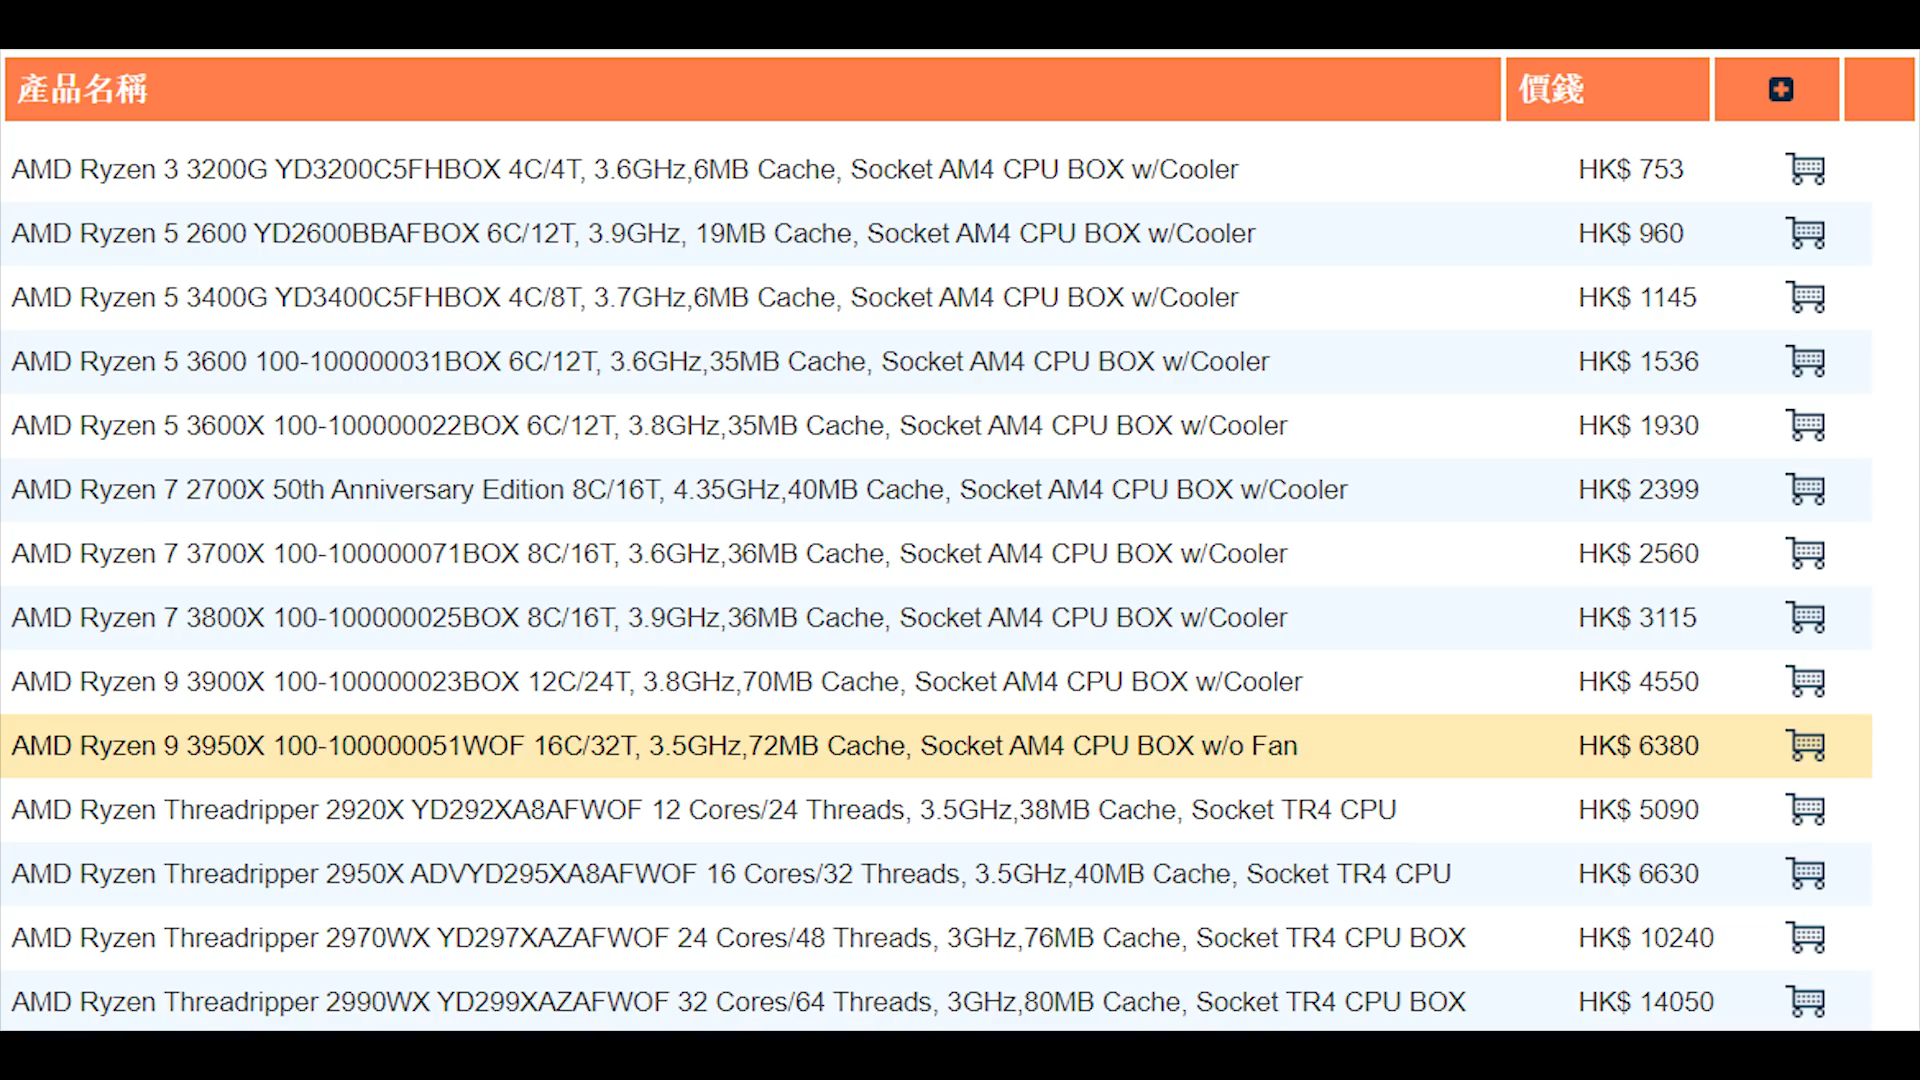 產品名稱 價錢
AMD Ryzen 3 3200G YD3200C5FHBOX 4C/4T, 3.6GHz,6MB Cache, Socket AM4 CPU BOX w/Cooler HK$ 753
AMD Ryzen 5 2600 YD2600BBAFBOX 6C/12T, 3.9GHz, 19MB Cache, Socket AM4 CPU BOX w/Cooler HK$ 960
AMD Ryzen 5 3400G YD3400C5FHBOX 4C/8T, 3.7GHz,6MB Cache, Socket AM4 CPU BOX w/Cooler HK$ 1145
AMD Ryzen 5 3600 100-100000031BOX 6C/12T, 3.6GHz,35MB Cache, Socket AM4 CPU BOX w/Cooler HK$ 1536
AMD Ryzen 5 3600X 100-100000022BOX 6C/12T, 3.8GHz,35MB Cache, Socket AM4 CPU BOX w/Cooler HK$ 1930
AMD Ryzen 7 2700X 50th Anniversary Edition 8C/16T, 4.35GHz,40MB Cache, Socket AM4 CPU BOX w/Cooler HK$ 2399
AMD Ryzen 7 3700X 100-100000071BOX 8C/16T, 3.6GHz,36MB Cache, Socket AM4 CPU BOX w/Cooler HK$ 2560
AMD Ryzen 7 3800X 100-100000025BOX 8C/16T, 3.9GHz,36MB Cache, Socket AM4 CPU BOX w/Cooler HK$ 3115
AMD Ryzen 9 3900X 100-100000023BOX 12C/24T, 3.8GHz,70MB Cache, Socket AM4 CPU BOX w/Cooler HK$ 4550
AMD Ryzen 9 3950X 100-100000051WOF 16C/32T, 3.5GHz,72MB Cache, Socket AM4 CPU BOX w/o Fan HK$ 6380
AMD Ryzen Threadripper 2920X YD292XA8AFWOF 12 Cores/24 Threads, 3.5GHz,38MB Cache, Socket TR4 CPU HK$ 5090
AMD Ryzen Threadripper 2950X ADVYD295XA8AFWOF 16 Cores/32 Threads, 3.5GHz,40MB Cache, Socket TR4 CPU HK$ 6630
AMD Ryzen Threadripper 2970WX YD297XAZAFWOF 24 Cores/48 Threads, 3GHz,76MB Cache, Socket TR4 CPU BOX HK$ 10240
AMD Ryzen Threadripper 2990WX YD299XAZAFWOF 32 Cores/64 Threads, 3GHz,80MB Cache, Socket TR4 CPU BOX HK$ 14050